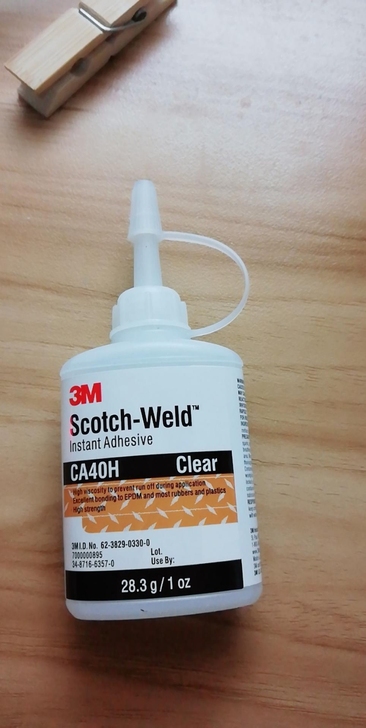 3M
Scotch-Weld™
Instant Adhesive
CA40H Clear
High viscosity to prevent run off during application
Excellent bonding to EPDM and most rubbers and plastics
High strength
3M I.D. No. 62-3829-0330-0
7000000895 Lot.
34-8716-6357-0 Use By:
28.3 g / 1 oz